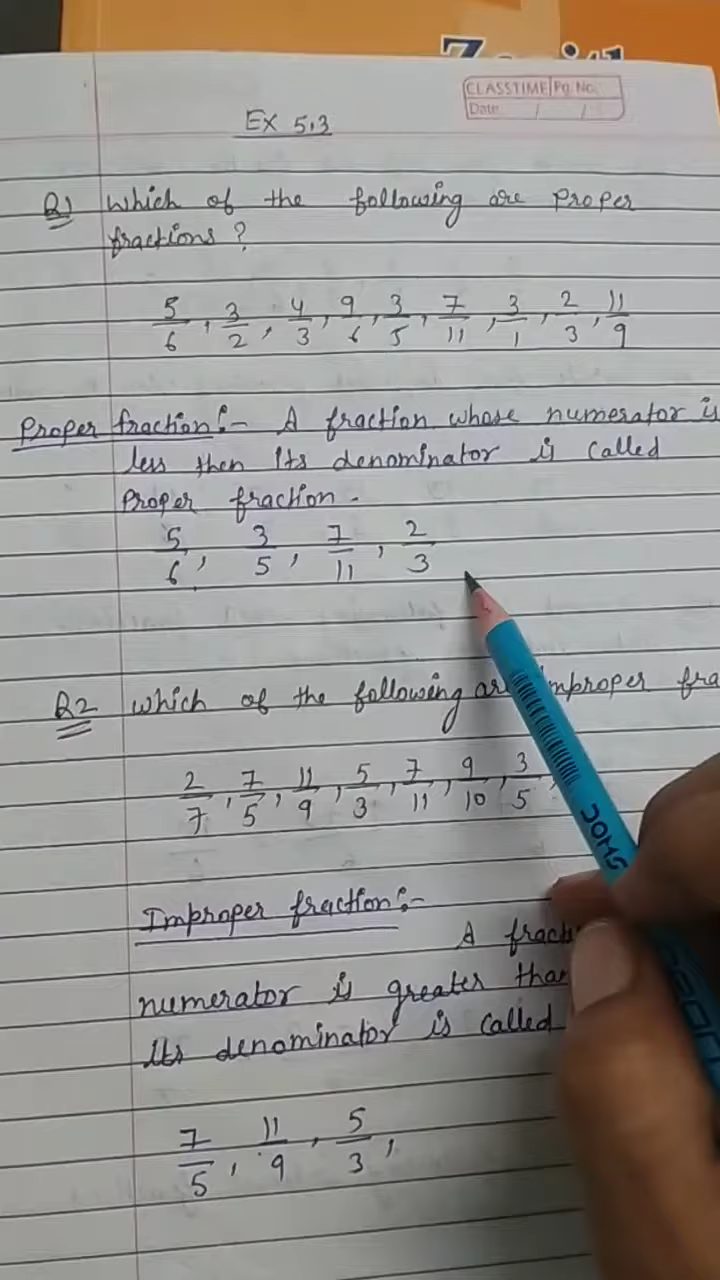 CLASSTIME Pg. No.
Date / /
Ex 5.3
Q1 Which of the following are proper
fractions?
5/6, 3/2, 4/3, 9/6, 3/5, 7/11, 3/1, 2/3, 11/9
Proper fraction:- A fraction whose numerator is
less then its denominator is called
Proper fraction.
5/6, 3/5, 7/11, 2/3
Q2 which of the following are improper fra
2/7, 7/5, 11/9, 5/3, 7/11, 9/10, 3/5,
DOMS
Improper fraction:-
A fract
numerator is greater than
its denominator is called
7/5, 11/9, 5/3,